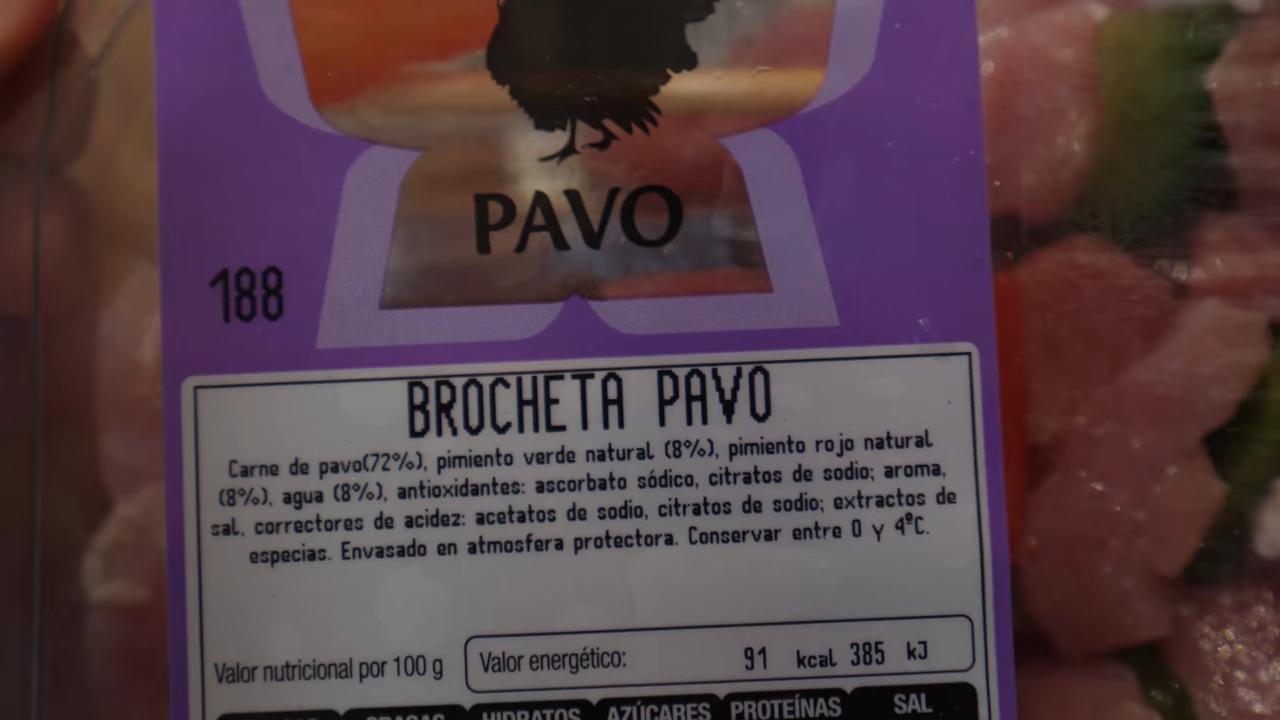 PAVO
188
BROCHETA PAVO
Carne de pavo(72%), pimiento verde natural (8%), pimiento rojo natural
(8%), agua (8%), antioxidantes: ascorbato sódico, citratos de sodio; aroma,
sal, correctores de acidez: acetatos de sodio, citratos de sodio; extractos de
especias. Envasado en atmosfera protectora. Conservar entre 0 y 4ºC.
Valor nutricional por 100 g Valor energético: 91 kcal 385 kJ
HIDRATOS AZÚCARES PROTEÍNAS SAL